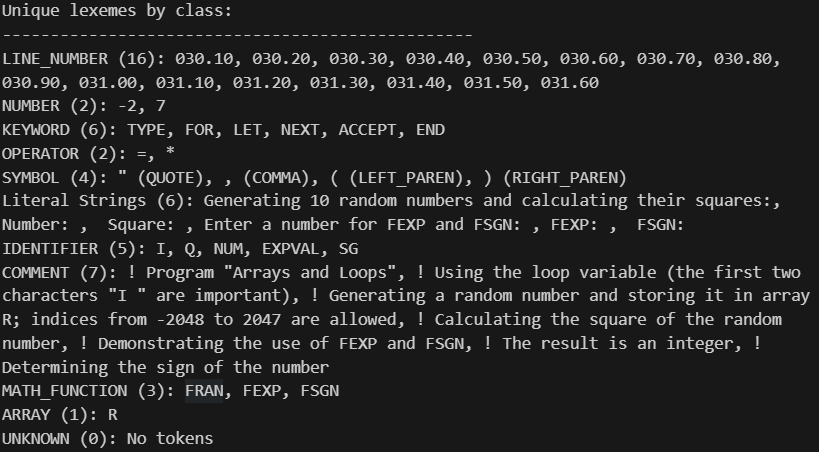 Unique lexemes by class:
-------------------------------------------------
LINE_NUMBER (16): 030.10, 030.20, 030.30, 030.40, 030.50, 030.60, 030.70, 030.80,
030.90, 031.00, 031.10, 031.20, 031.30, 031.40, 031.50, 031.60
NUMBER (2): -2, 7
KEYWORD (6): TYPE, FOR, LET, NEXT, ACCEPT, END
OPERATOR (2): =, *
SYMBOL (4): " (QUOTE), , (COMMA), ( (LEFT_PAREN), ) (RIGHT_PAREN)
Literal Strings (6): Generating 10 random numbers and calculating their squares:,
Number: ,  Square: , Enter a number for FEXP and FSGN: , FEXP: ,  FSGN:
IDENTIFIER (5): I, Q, NUM, EXPVAL, SG
COMMENT (7): ! Program "Arrays and Loops", ! Using the loop variable (the first two
characters "I " are important), ! Generating a random number and storing it in array
R; indices from -2048 to 2047 are allowed, ! Calculating the square of the random
number, ! Demonstrating the use of FEXP and FSGN, ! The result is an integer, !
Determining the sign of the number
MATH_FUNCTION (3): FRAN, FEXP, FSGN
ARRAY (1): R
UNKNOWN (0): No tokens